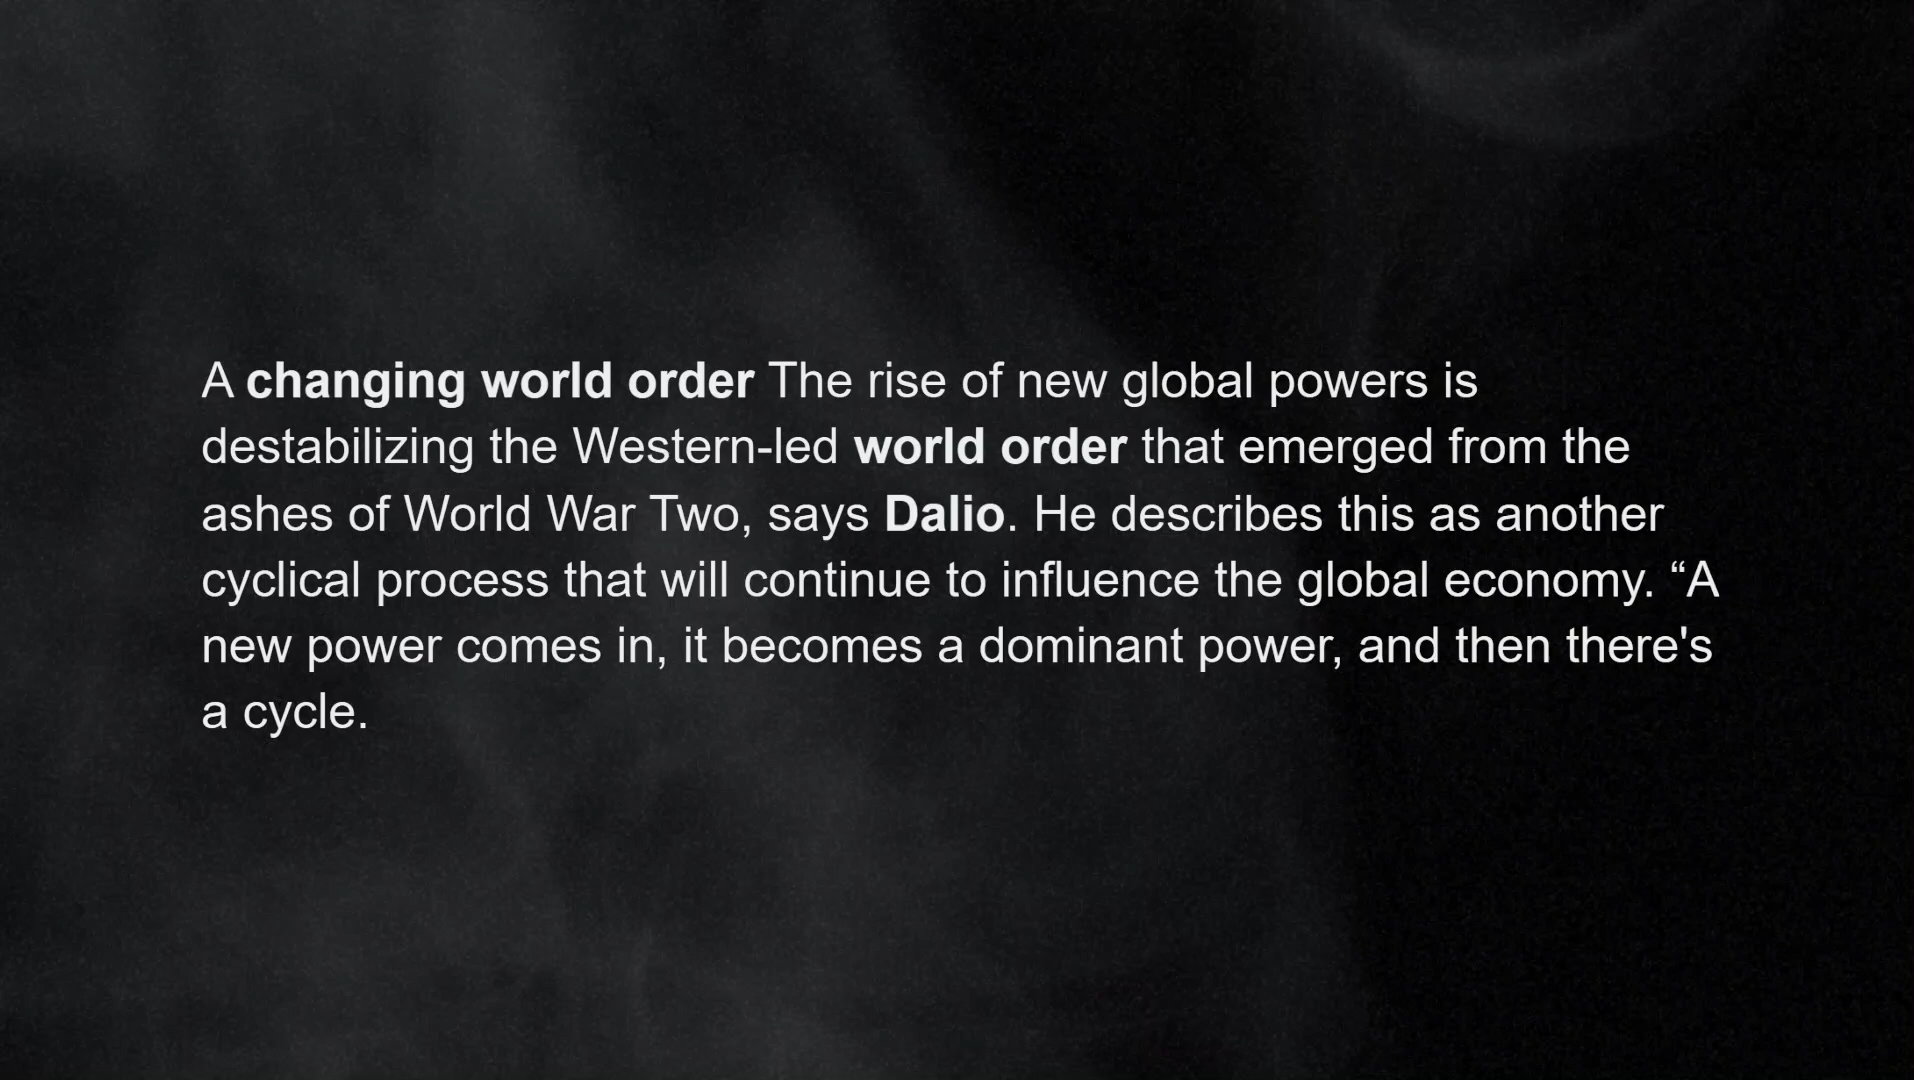 A changing world order The rise of new global powers is
destabilizing the Western-led world order that emerged from the
ashes of World War Two, says Dalio. He describes this as another
cyclical process that will continue to influence the global economy. “A
new power comes in, it becomes a dominant power, and then there's
a cycle.